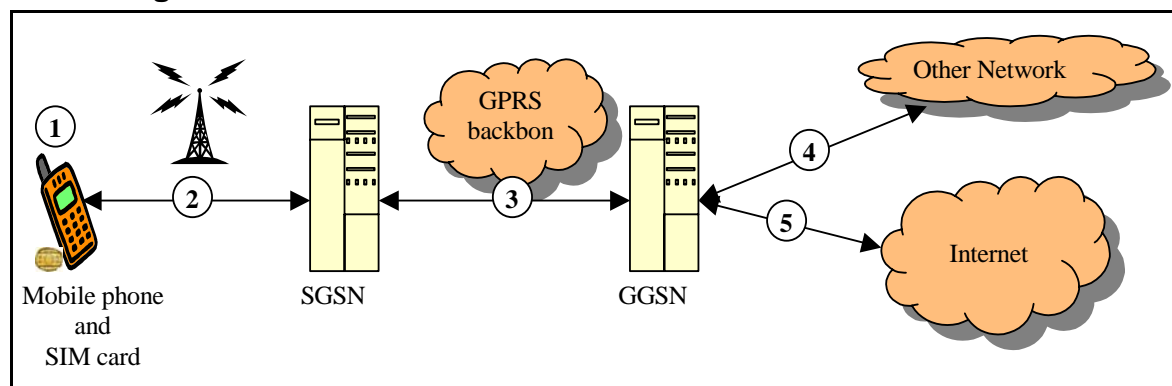 1
Mobile phone
and
SIM card
2
SGSN
GPRS
backbon
3
GGSN
4
Other Network
5
Internet